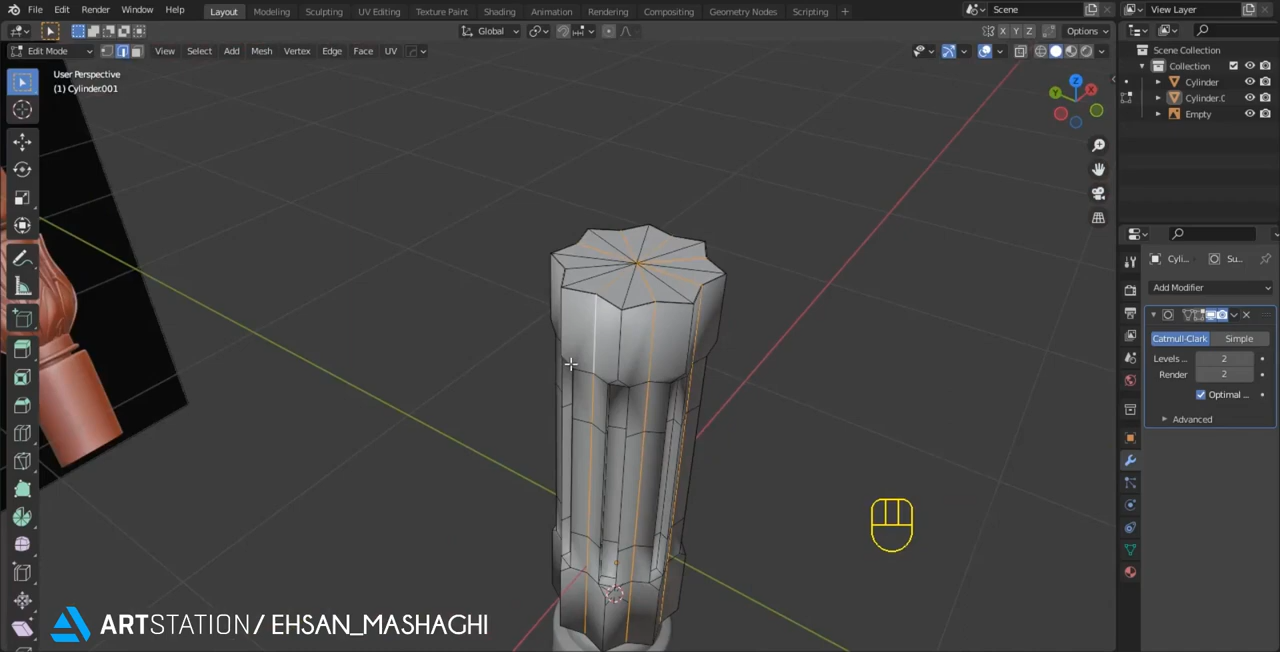 File Edit Render Window Help Layout Modeling Sculpting UV Editing Texture Paint Shading Animation Rendering Compositing Geometry Nodes Scripting + Scene View Layer
Global X Y Z Options
Edit Mode View Select Add Mesh Vertex Edge Face UV
User Perspective
(1) Cylinder.001
Z
Y X
Scene Collection
Collection
Cylinder
Cylinder.0
Empty
Cyli... Su...
Add Modifier
Catmull-Clark Simple
Levels ... 2
Render 2
Optimal ...
Advanced
ARTSTATION/ EHSAN_MASHAGHI